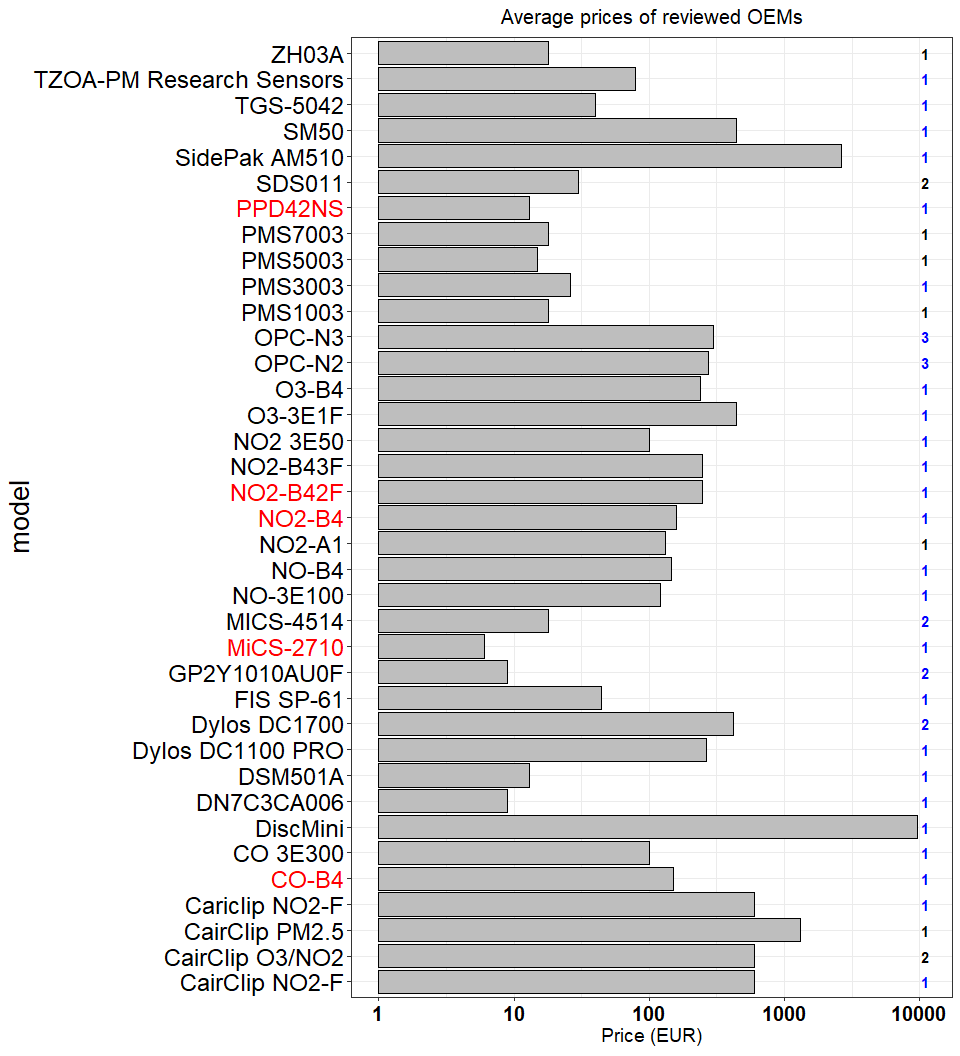 Average prices of reviewed OEMs
ZH03A 1
TZOA-PM Research Sensors 1
TGS-5042 1
SM50 1
SidePak AM510 1
SDS011 2
PPD42NS 1
PMS7003 1
PMS5003 1
PMS3003 1
PMS1003 1
OPC-N3 3
OPC-N2 3
O3-B4 1
O3-3E1F 1
NO2 3E50 1
NO2-B43F 1
NO2-B42F 1
NO2-B4 1
NO2-A1 1
NO-B4 1
NO-3E100 1
MICS-4514 2
MiCS-2710 1
GP2Y1010AU0F 2
FIS SP-61 1
Dylos DC1700 2
Dylos DC1100 PRO 1
DSM501A 1
DN7C3CA006 1
DiscMini 1
CO 3E300 1
CO-B4 1
Cariclip NO2-F 1
CairClip PM2.5 1
CairClip O3/NO2 2
CairClip NO2-F 1
model
1 10 100 1000 10000
Price (EUR)